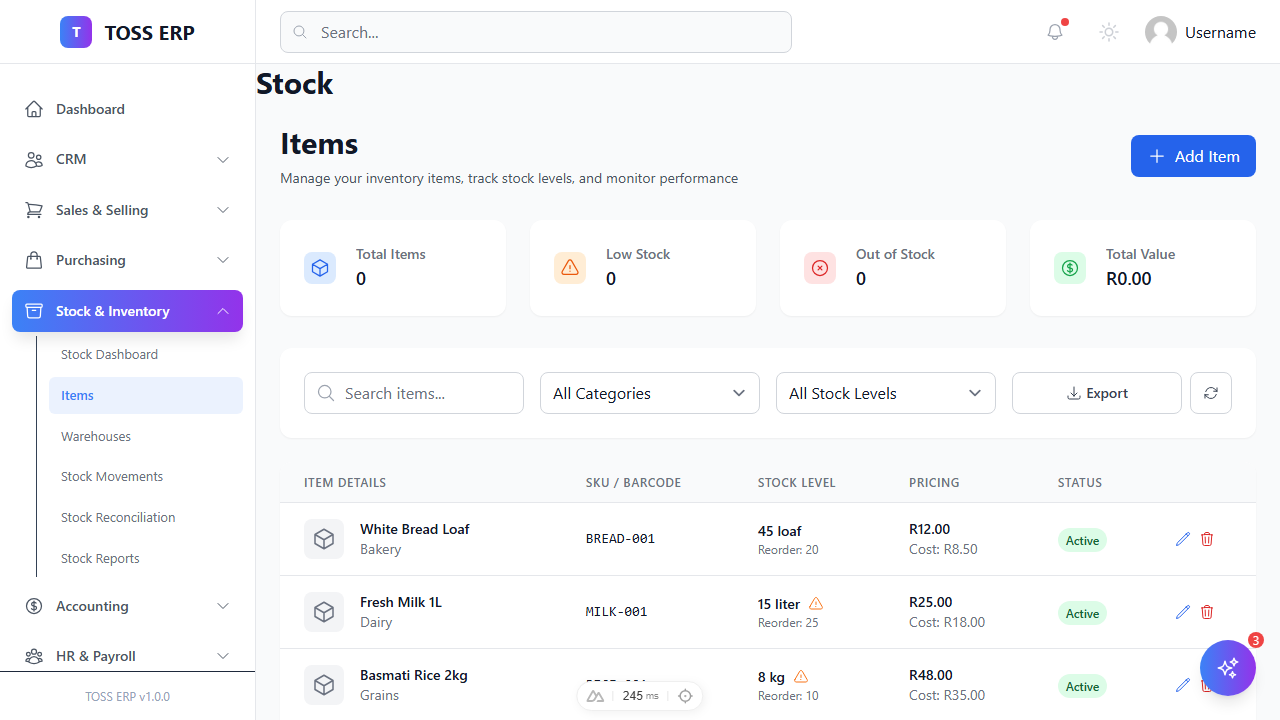 T
TOSS ERP
Search...
Username
Dashboard
CRM
Sales & Selling
Purchasing
Stock & Inventory
Stock Dashboard
Items
Warehouses
Stock Movements
Stock Reconciliation
Stock Reports
Accounting
HR & Payroll
TOSS ERP v1.0.0
Stock
Items
Manage your inventory items, track stock levels, and monitor performance
Add Item
Total Items
0
Low Stock
0
Out of Stock
0
Total Value
R0.00
Search items...
All Categories
All Stock Levels
Export
ITEM DETAILS SKU / BARCODE STOCK LEVEL PRICING STATUS
White Bread Loaf
Bakery
BREAD-001
45 loaf
Reorder: 20
R12.00
Cost: R8.50
Active
Fresh Milk 1L
Dairy
MILK-001
15 liter
Reorder: 25
R25.00
Cost: R18.00
Active
Basmati Rice 2kg
Grains
8 kg
Reorder: 10
R48.00
Cost: R35.00
Active
245 ms
3